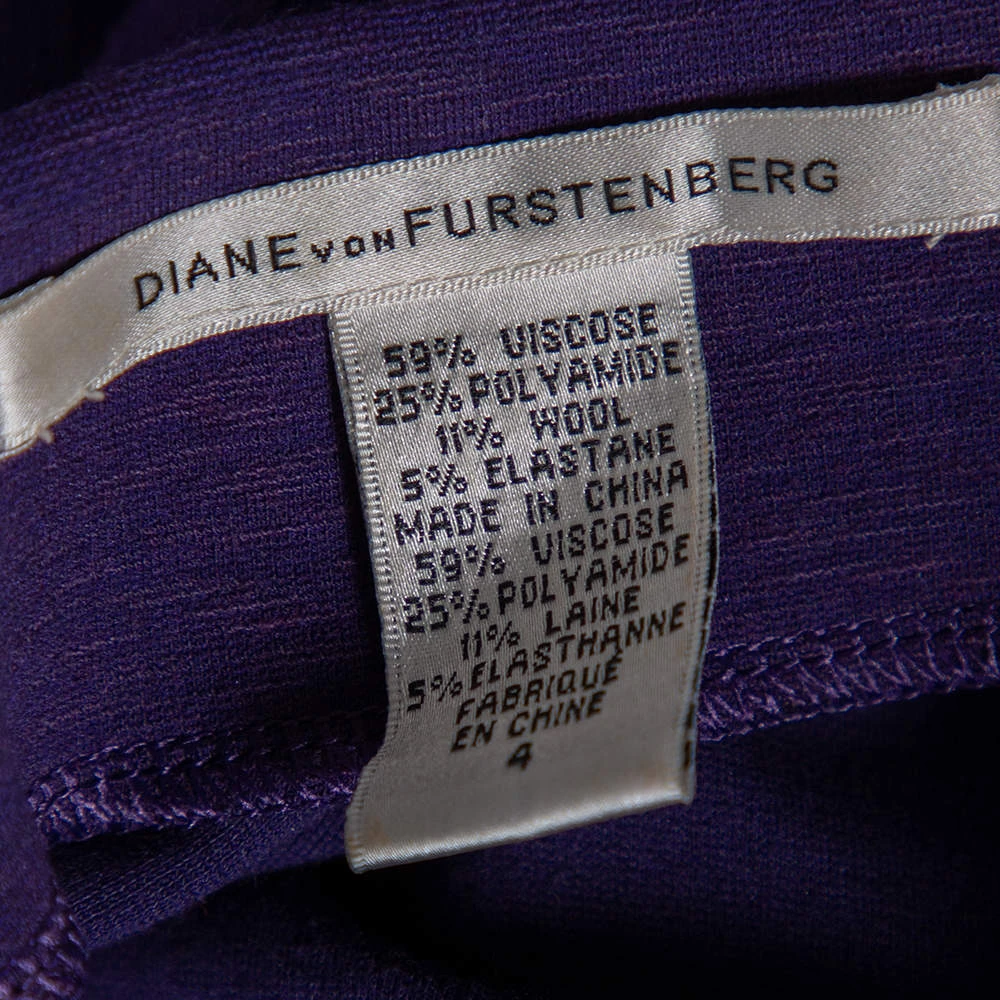 DIANE von FURSTENBERG
59% VISCOSE
25% POLYAMIDE
11% WOOL
5% ELASTANE
MADE IN CHINA
59% VISCOSE
25% POLYAMIDE
11% LAINE
5% ELASTHANNE
FABRIQUÉ
EN CHINE
4